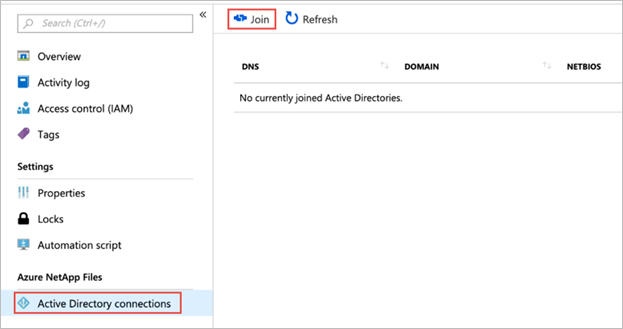 «
Search (Ctrl+/)
Overview
Activity log
Access control (IAM)
Tags
Settings
Properties
Locks
Automation script
Azure NetApp Files
Active Directory connections
Join Refresh
DNS DOMAIN NETBIOS
No currently joined Active Directories.